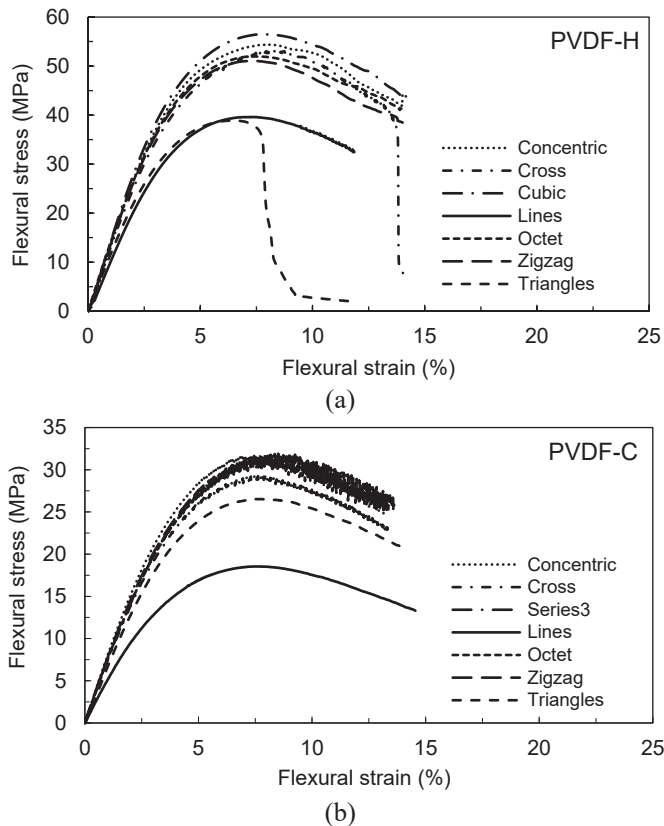 60
50
40
30
20
10
0
Flexural stress (MPa)
PVDF-H
Concentric
Cross
Cubic
Lines
Octet
Zigzag
Triangles
0 5 10 15 20 25
Flexural strain (%)
(a)
35
30
25
20
15
10
5
0
Flexural stress (MPa)
PVDF-C
Concentric
Cross
Series3
Lines
Octet
Zigzag
Triangles
0 5 10 15 20 25
Flexural strain (%)
(b)